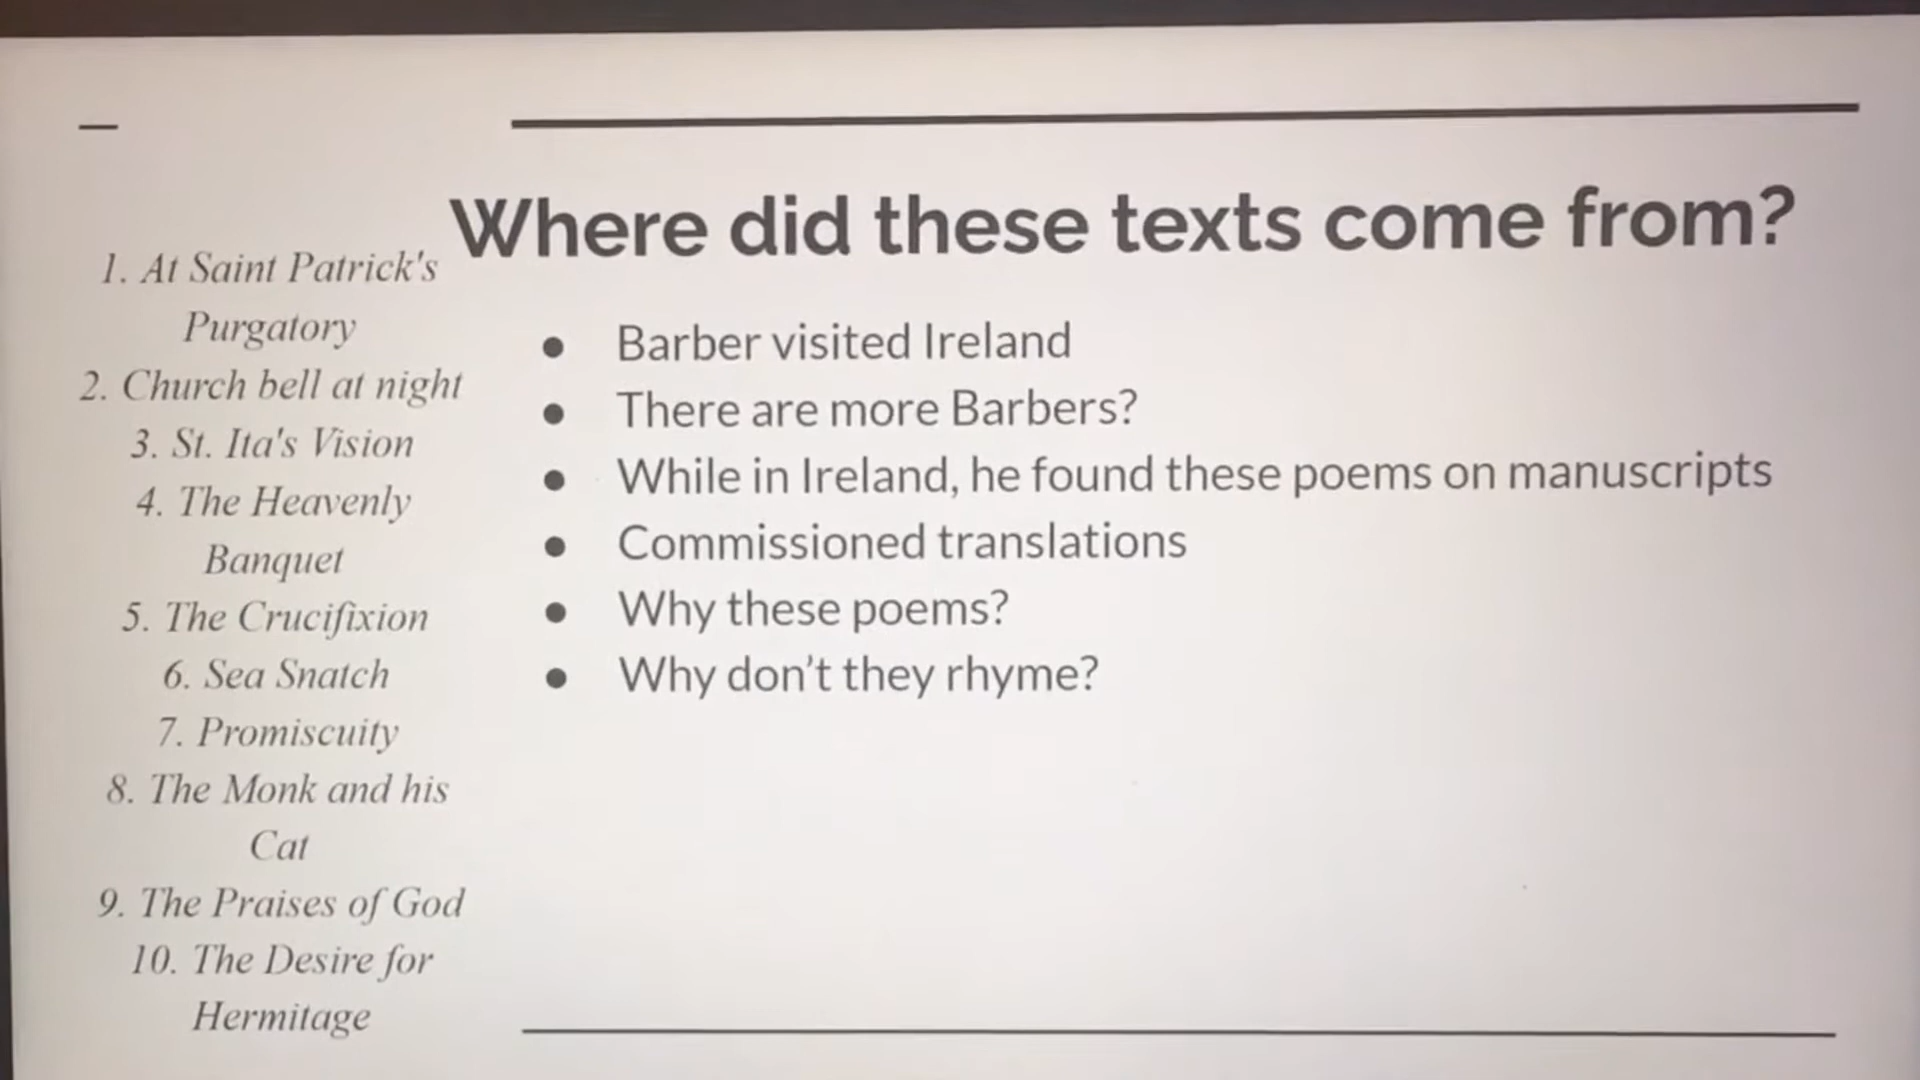 Where did these texts come from?
1. At Saint Patrick's
Purgatory
2. Church bell at night
3. St. Ita's Vision
4. The Heavenly
Banquet
5. The Crucifixion
6. Sea Snatch
7. Promiscuity
8. The Monk and his
Cat
9. The Praises of God
10. The Desire for
Hermitage
● Barber visited Ireland
● There are more Barbers?
● While in Ireland, he found these poems on manuscripts
● Commissioned translations
● Why these poems?
● Why don't they rhyme?